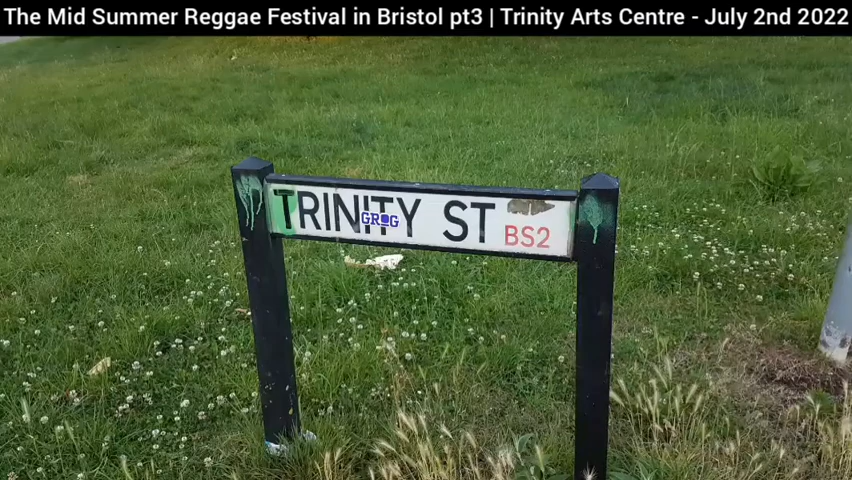 The Mid Summer Reggae Festival in Bristol pt3 | Trinity Arts Centre - July 2nd 2022
TRINITY ST
GROG
BS2